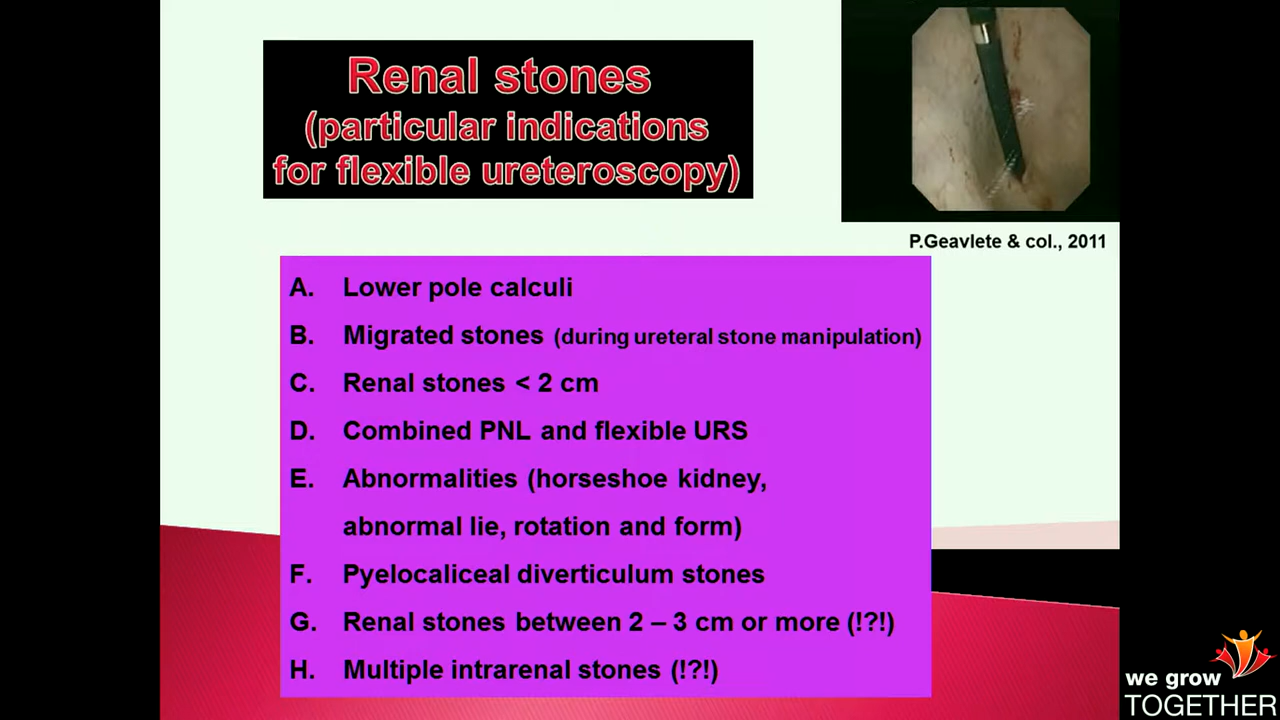 Renal stones
(particular indications
for flexible ureteroscopy)
P.Geavlete & col., 2011
A. Lower pole calculi
B. Migrated stones (during ureteral stone manipulation)
C. Renal stones < 2 cm
D. Combined PNL and flexible URS
E. Abnormalities (horseshoe kidney,
abnormal lie, rotation and form)
F. Pyelocaliceal diverticulum stones
G. Renal stones between 2 – 3 cm or more (!?!)
H. Multiple intrarenal stones (!?!)
we grow
TOGETHER